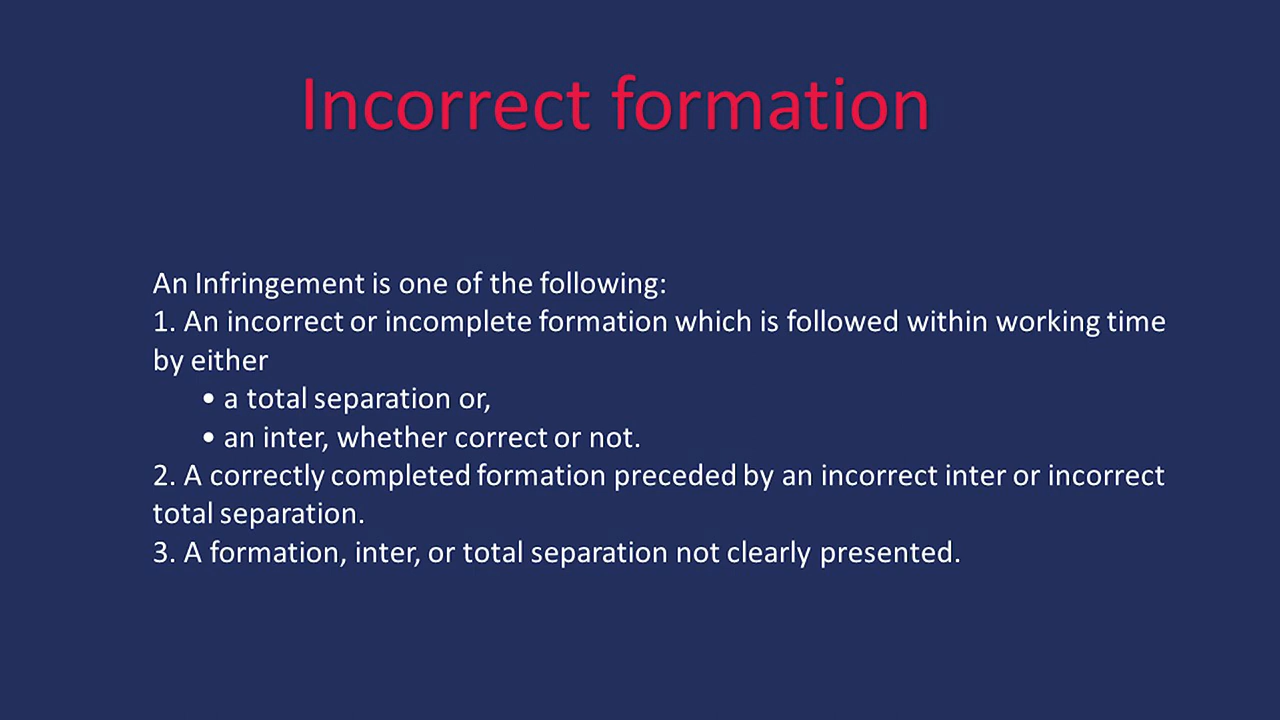 Incorrect formation
An Infringement is one of the following:
1. An incorrect or incomplete formation which is followed within working time
by either
• a total separation or,
• an inter, whether correct or not.
2. A correctly completed formation preceded by an incorrect inter or incorrect
total separation.
3. A formation, inter, or total separation not clearly presented.